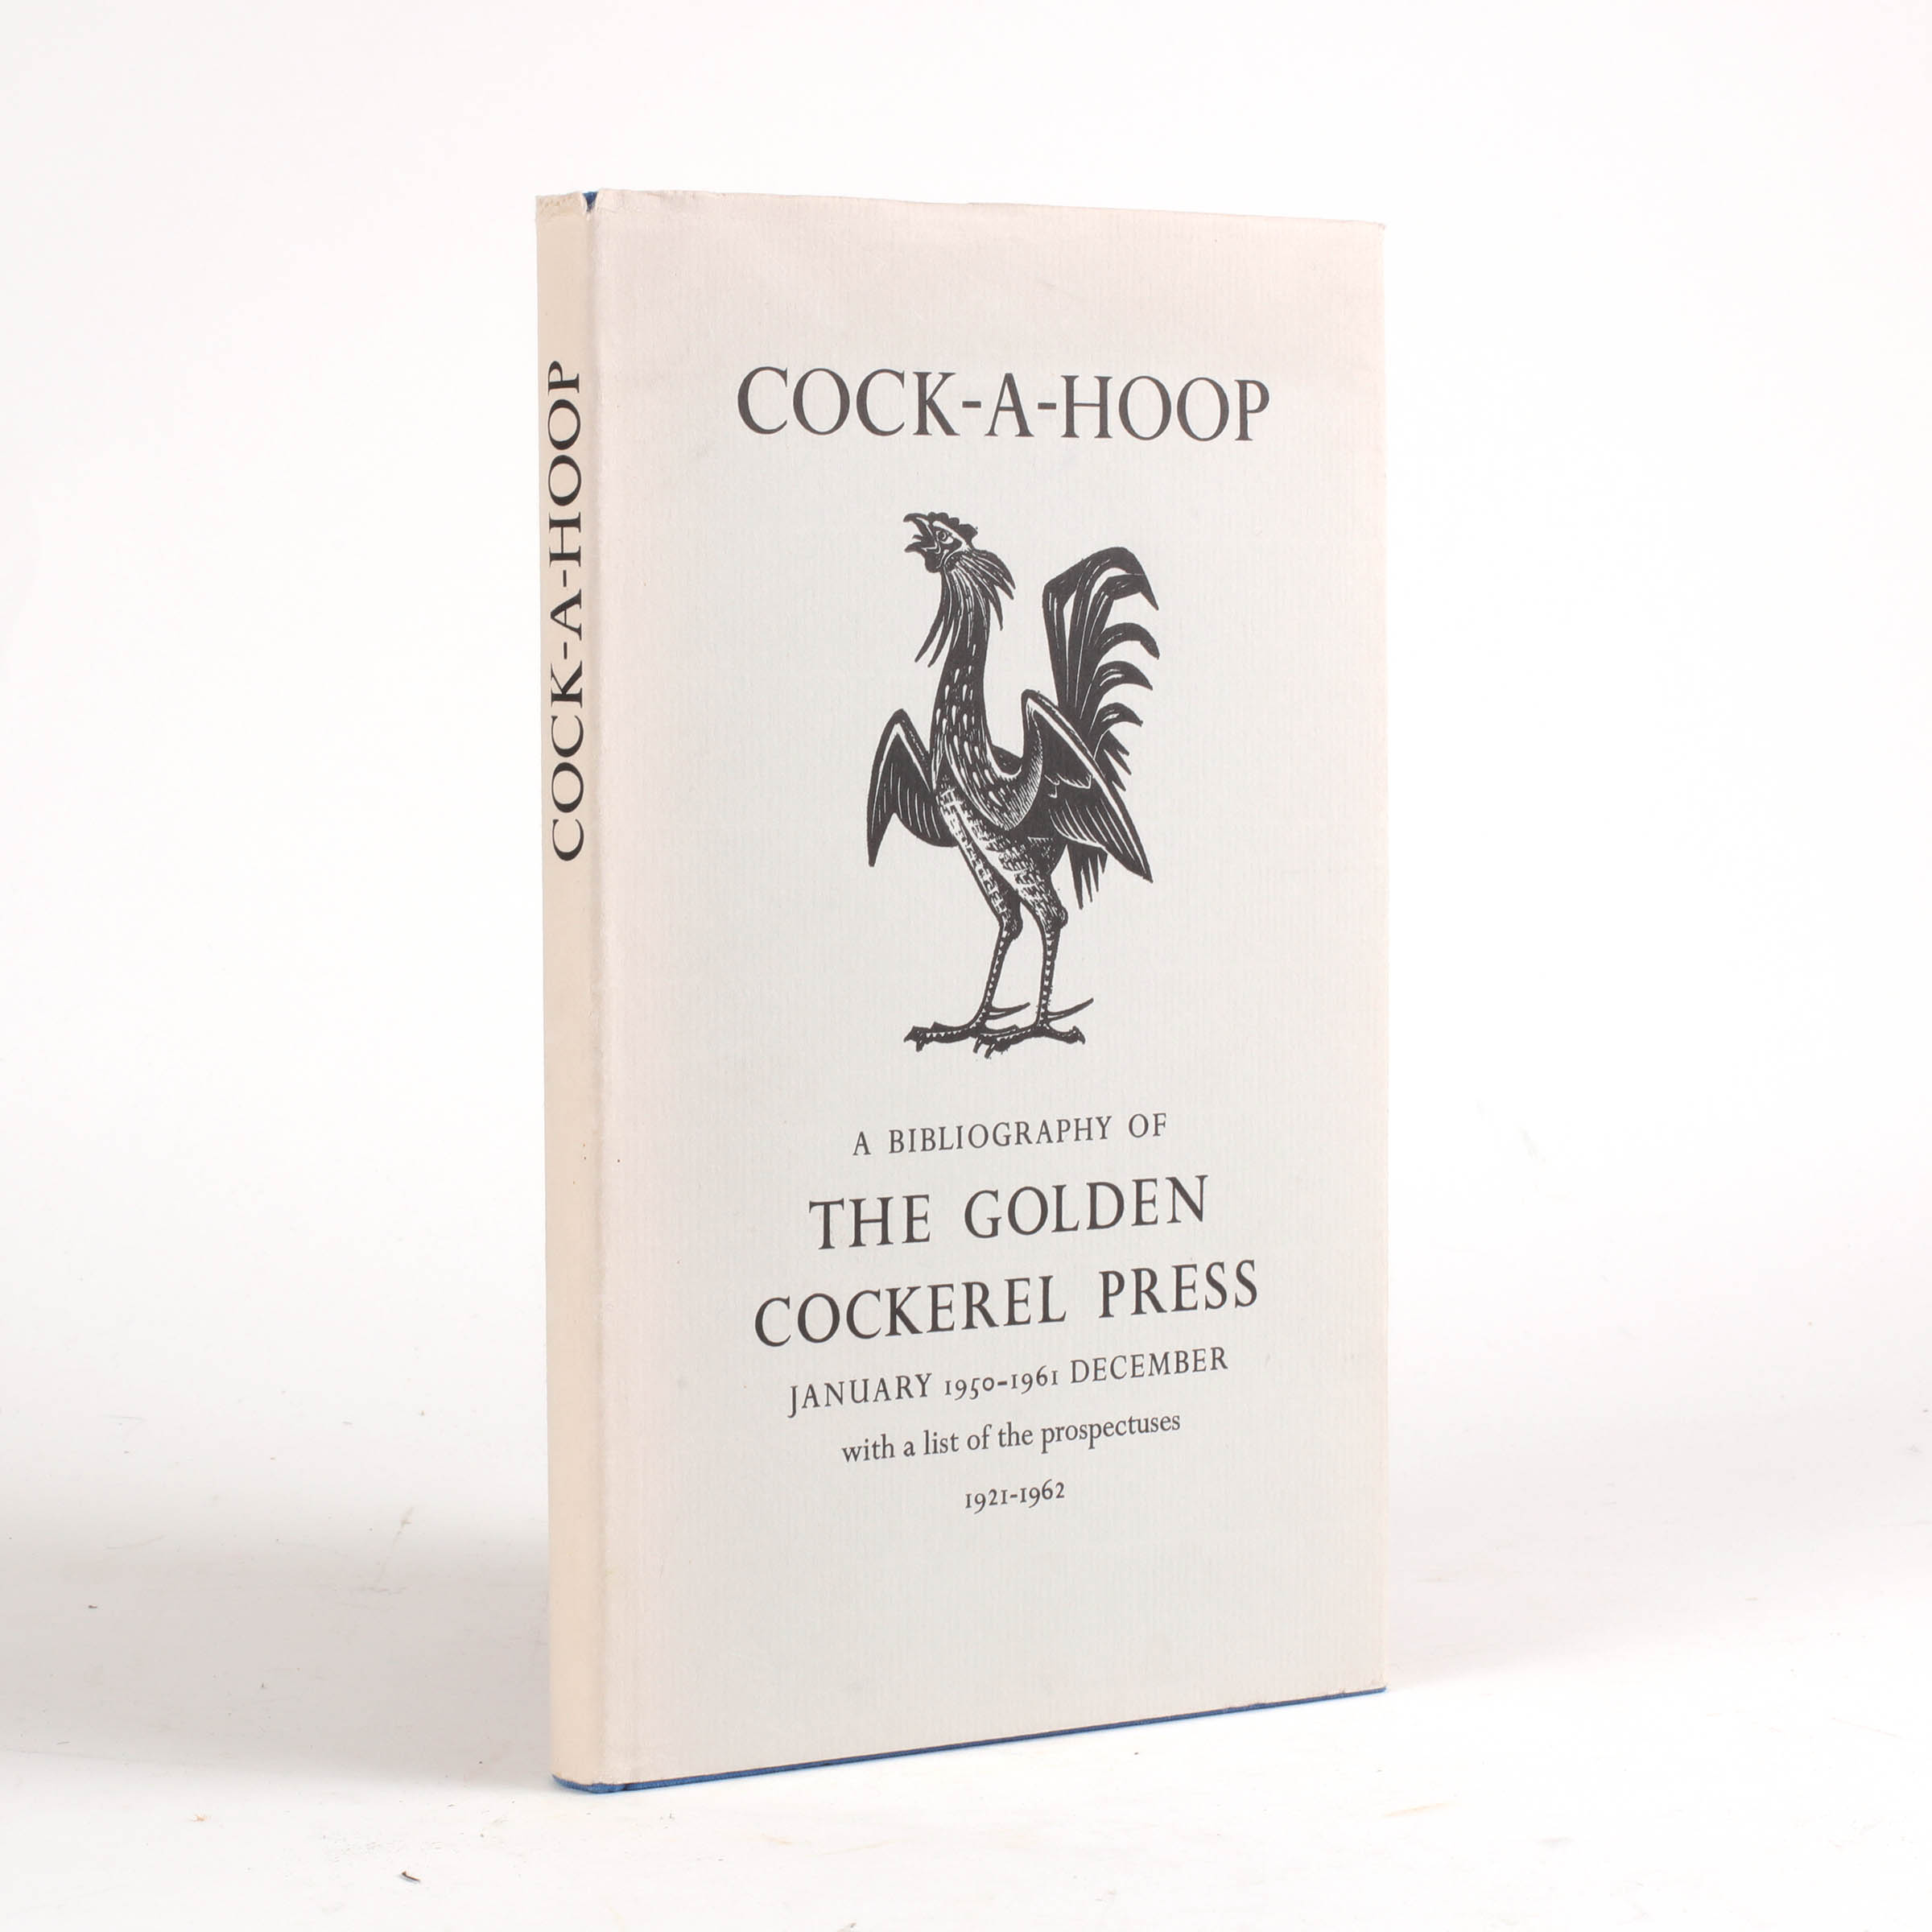 COCK-A-HOOP
COCK-A-HOOP
A BIBLIOGRAPHY OF
THE GOLDEN
COCKEREL PRESS
JANUARY 1950-1961 DECEMBER
with a list of the prospectuses
1921-1962